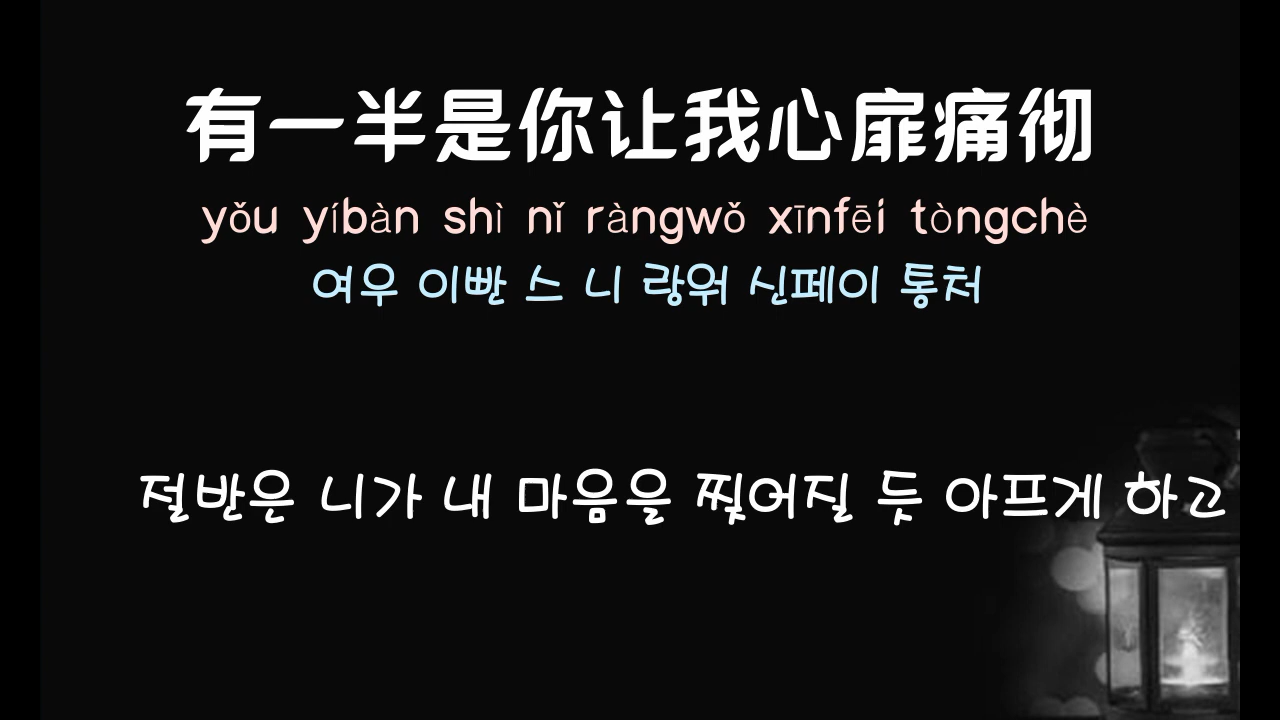 有一半是你让我心扉痛彻
yǒu yíbàn shì nǐ ràngwǒ xīnfēi tòngchè
여우 이빤 스 니 랑워 신페이 통처
절반은 니가 내 마음을 찢어질 듯 아프게 하고